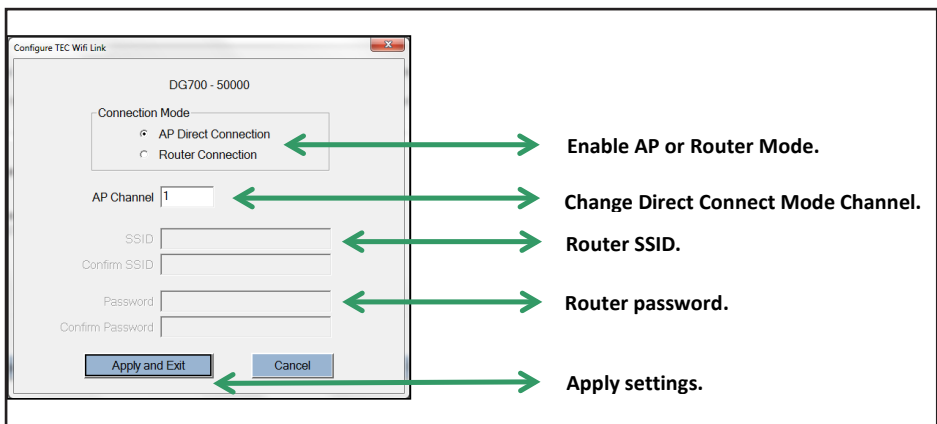 Configure TEC Wifi Link
DG700 - 50000
Connection Mode
AP Direct Connection
Router Connection
Enable AP or Router Mode.
AP Channel 1
Change Direct Connect Mode Channel.
SSID
Router SSID.
Confirm SSID
Password
Router password.
Confirm Password
Apply and Exit Cancel
Apply settings.